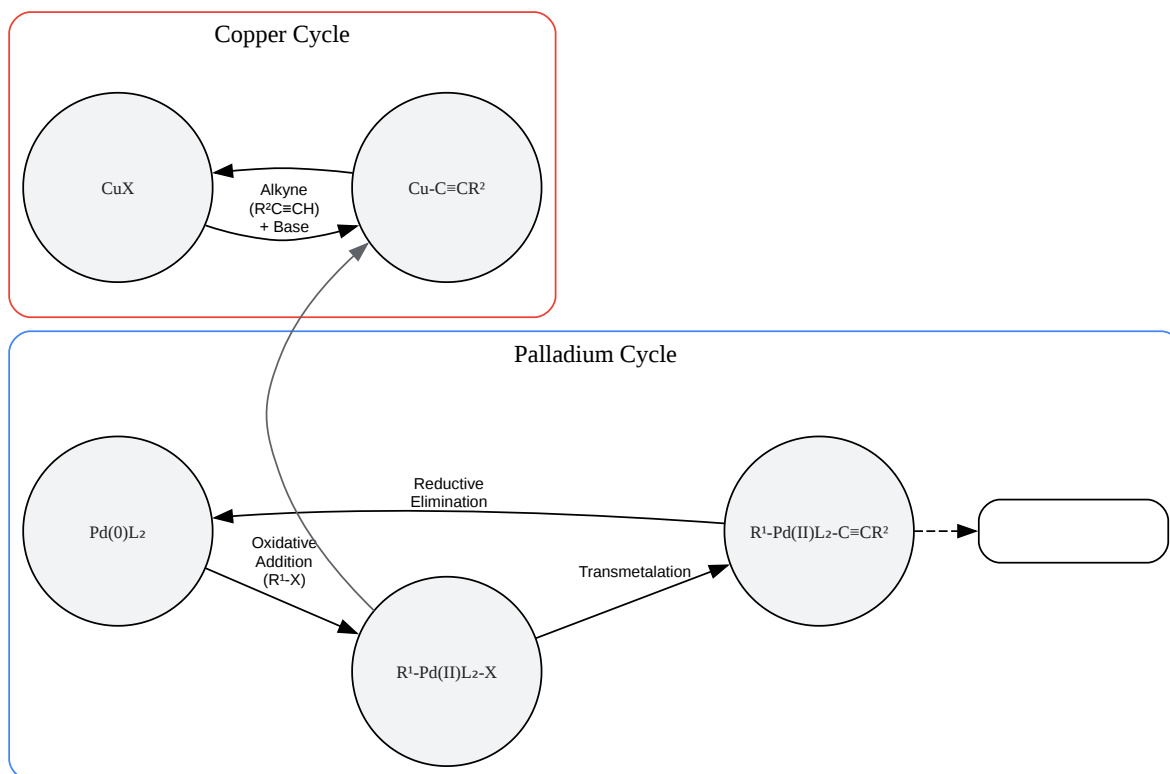 Copper Cycle
CuX
Alkyne
(R²C≡CH)
+ Base
Cu-C≡CR²
Palladium Cycle
Pd(0)L₂
Oxidative
Addition
(R¹-X)
Reductive
Elimination
R¹-Pd(II)L₂-X
Transmetalation
R¹-Pd(II)L₂-C≡CR²